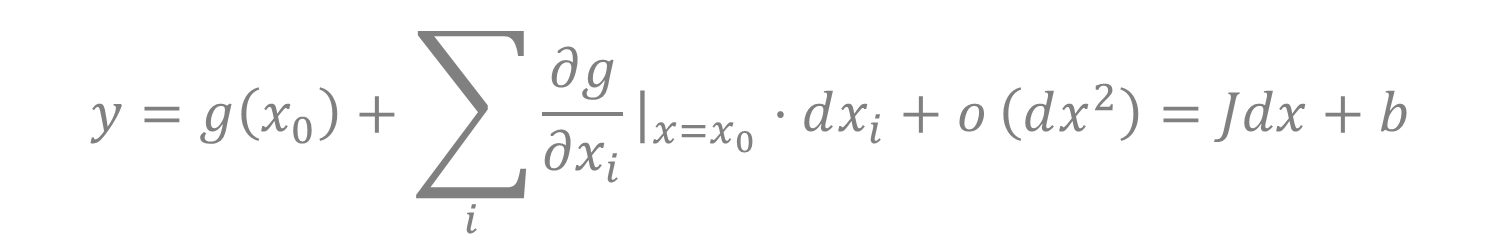 y = g(x₀) + ∑ᵢ ∂g/∂xᵢ |ₓ₌ₓ₀ · dxᵢ + o (dx²) = Jdx + b